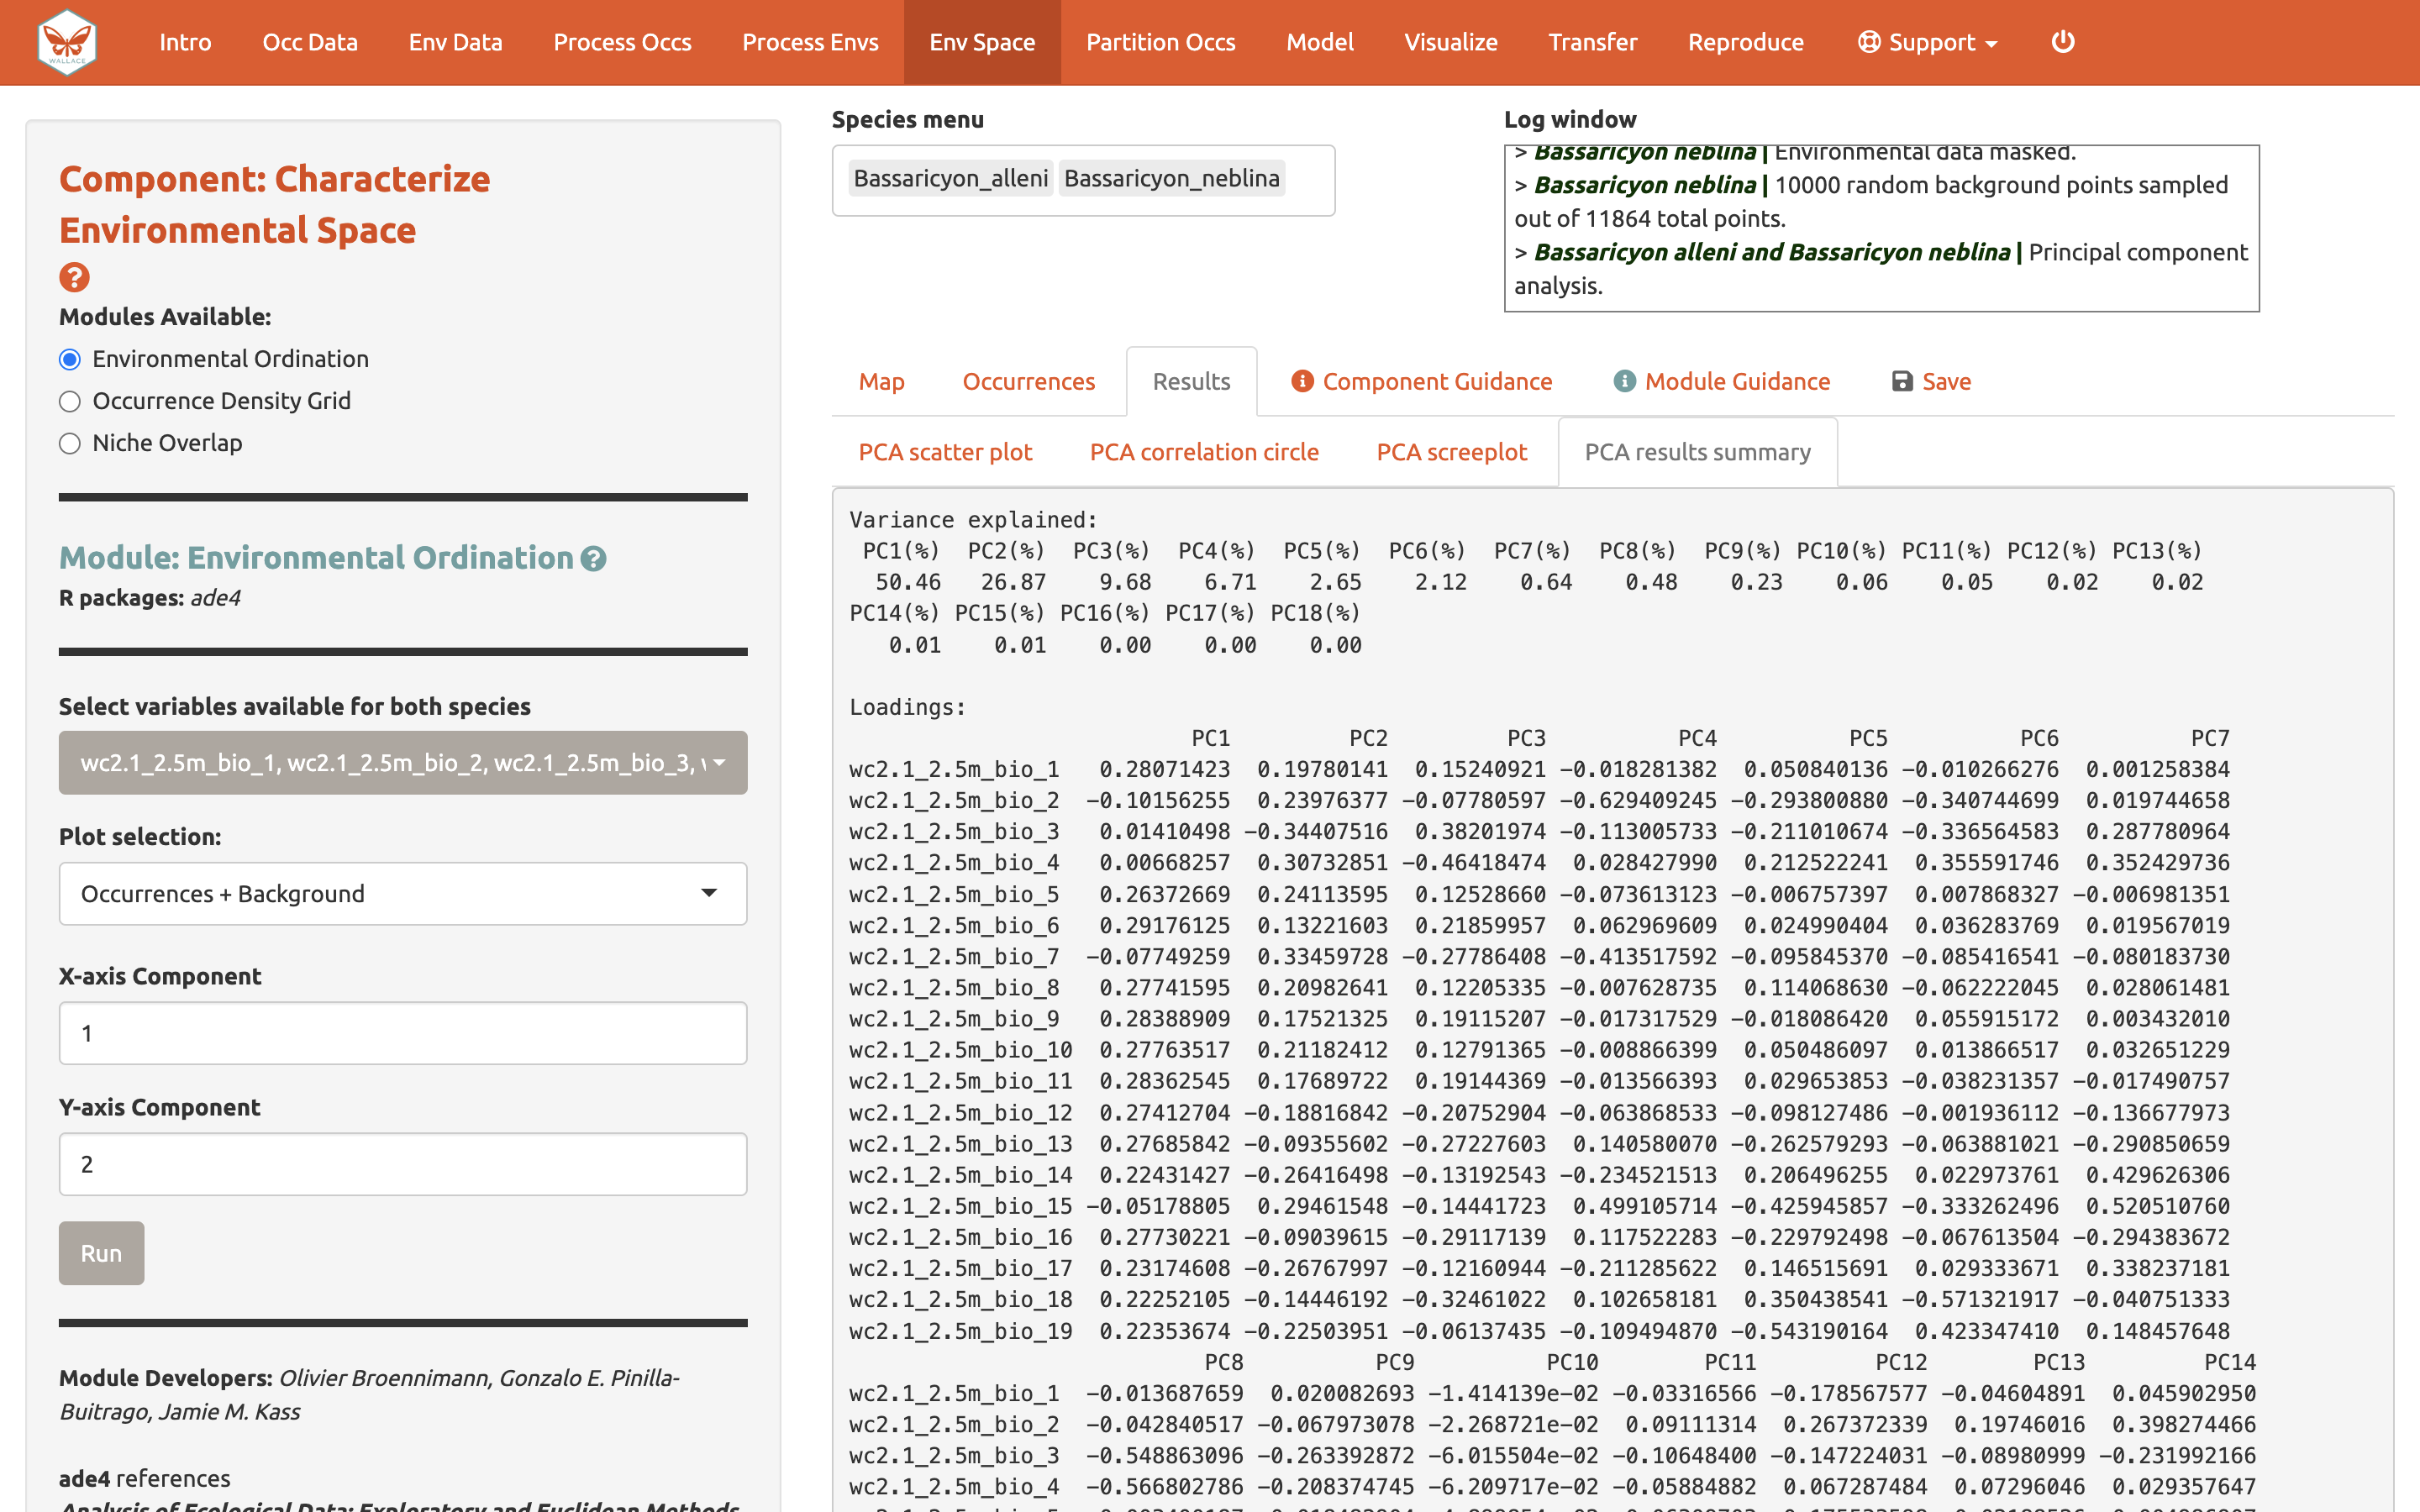 WALLACE
Intro Occ Data Env Data Process Occs Process Envs Env Space Partition Occs Model Visualize Transfer Reproduce Support
Component: Characterize
Environmental Space
?
Modules Available:
Environmental Ordination
Occurrence Density Grid
Niche Overlap
Module: Environmental Ordination ?
R packages: ade4
Select variables available for both species
wc2.1_2.5m_bio_1, wc2.1_2.5m_bio_2, wc2.1_2.5m_bio_3,
Plot selection:
Occurrences + Background
X-axis Component
1
Y-axis Component
2
Run
Module Developers: Olivier Broennimann, Gonzalo E. Pinilla-
Buitrago, Jamie M. Kass
ade4 references
Analysis of Ecological Data: Exploratory and Euclidean Methods
Species menu
Bassaricyon_alleni Bassaricyon_neblina
Log window
> Bassaricyon neblina | Environmental data masked.
> Bassaricyon neblina | 10000 random background points sampled
out of 11864 total points.
> Bassaricyon alleni and Bassaricyon neblina | Principal component
analysis.
Map Occurrences Results Component Guidance Module Guidance Save
PCA scatter plot PCA correlation circle PCA screeplot PCA results summary
Variance explained:
PC1(%) PC2(%) PC3(%) PC4(%) PC5(%) PC6(%) PC7(%) PC8(%) PC9(%) PC10(%) PC11(%) PC12(%) PC13(%)
50.46 26.87 9.68 6.71 2.65 2.12 0.64 0.48 0.23 0.06 0.05 0.02 0.02
PC14(%) PC15(%) PC16(%) PC17(%) PC18(%)
0.01 0.01 0.00 0.00 0.00
Loadings:
PC1 PC2 PC3 PC4 PC5 PC6 PC7
wc2.1_2.5m_bio_1 0.28071423 0.19780141 0.15240921 -0.018281382 0.050840136 -0.010266276 0.001258384
wc2.1_2.5m_bio_2 -0.10156255 0.23976377 -0.07780597 -0.629409245 -0.293800880 -0.340744699 0.019744658
wc2.1_2.5m_bio_3 0.01410498 -0.34407516 0.38201974 -0.113005733 -0.211010674 -0.336564583 0.287780964
wc2.1_2.5m_bio_4 0.00668257 0.30732851 -0.46418474 0.028427990 0.212522241 0.355591746 0.352429736
wc2.1_2.5m_bio_5 0.26372669 0.24113595 0.12528660 -0.073613123 -0.006757397 0.007868327 -0.006981351
wc2.1_2.5m_bio_6 0.29176125 0.13221603 0.21859957 0.062969609 0.024990404 0.036283769 0.019567019
wc2.1_2.5m_bio_7 -0.07749259 0.33459728 -0.27786408 -0.413517592 -0.095845370 -0.085416541 -0.080183730
wc2.1_2.5m_bio_8 0.27741595 0.20982641 0.12205335 -0.007628735 0.114068630 -0.062222045 0.028061481
wc2.1_2.5m_bio_9 0.28388909 0.17521325 0.19115207 -0.017317529 -0.018086420 0.055915172 0.003432010
wc2.1_2.5m_bio_10 0.27763517 0.21182412 0.12791365 -0.008866399 0.050486097 0.013866517 0.032651229
wc2.1_2.5m_bio_11 0.28362545 0.17689722 0.19144369 -0.013566393 0.029653853 -0.038231357 -0.017490757
wc2.1_2.5m_bio_12 0.27412704 -0.18816842 -0.20752904 -0.063868533 -0.098127486 -0.001936112 -0.136677973
wc2.1_2.5m_bio_13 0.27685842 -0.09355602 -0.27227603 0.140580070 -0.262579293 -0.063881021 -0.290850659
wc2.1_2.5m_bio_14 0.22431427 -0.26416498 -0.13192543 -0.234521513 0.206496255 0.022973761 0.429626306
wc2.1_2.5m_bio_15 -0.05178805 0.29461548 -0.14441723 0.499105714 -0.425945857 -0.333262496 0.520510760
wc2.1_2.5m_bio_16 0.27730221 -0.09039615 -0.29117139 0.117522283 -0.229792498 -0.067613504 -0.294383672
wc2.1_2.5m_bio_17 0.23174608 -0.26767997 -0.12160944 -0.211285622 0.146515691 0.029333671 0.338237181
wc2.1_2.5m_bio_18 0.22252105 -0.14446192 -0.32461022 0.102658181 0.350438541 -0.571321917 -0.040751333
wc2.1_2.5m_bio_19 0.22353674 -0.22503951 -0.06137435 -0.109494870 -0.543190164 0.423347410 0.148457648
PC8 PC9 PC10 PC11 PC12 PC13 PC14
wc2.1_2.5m_bio_1 -0.013687659 0.020082693 -1.414139e-02 -0.03316566 -0.178567577 -0.04604891 0.045902950
wc2.1_2.5m_bio_2 -0.042840517 -0.067973078 -2.268721e-02 0.09111314 0.267372339 0.19746016 0.398274466
wc2.1_2.5m_bio_3 -0.548863096 -0.263392872 -6.015504e-02 -0.10648400 -0.147224031 -0.08980999 -0.231992166
wc2.1_2.5m_bio_4 -0.566802786 -0.208374745 -6.209717e-02 -0.05884882 0.067287484 0.07296046 0.029357647